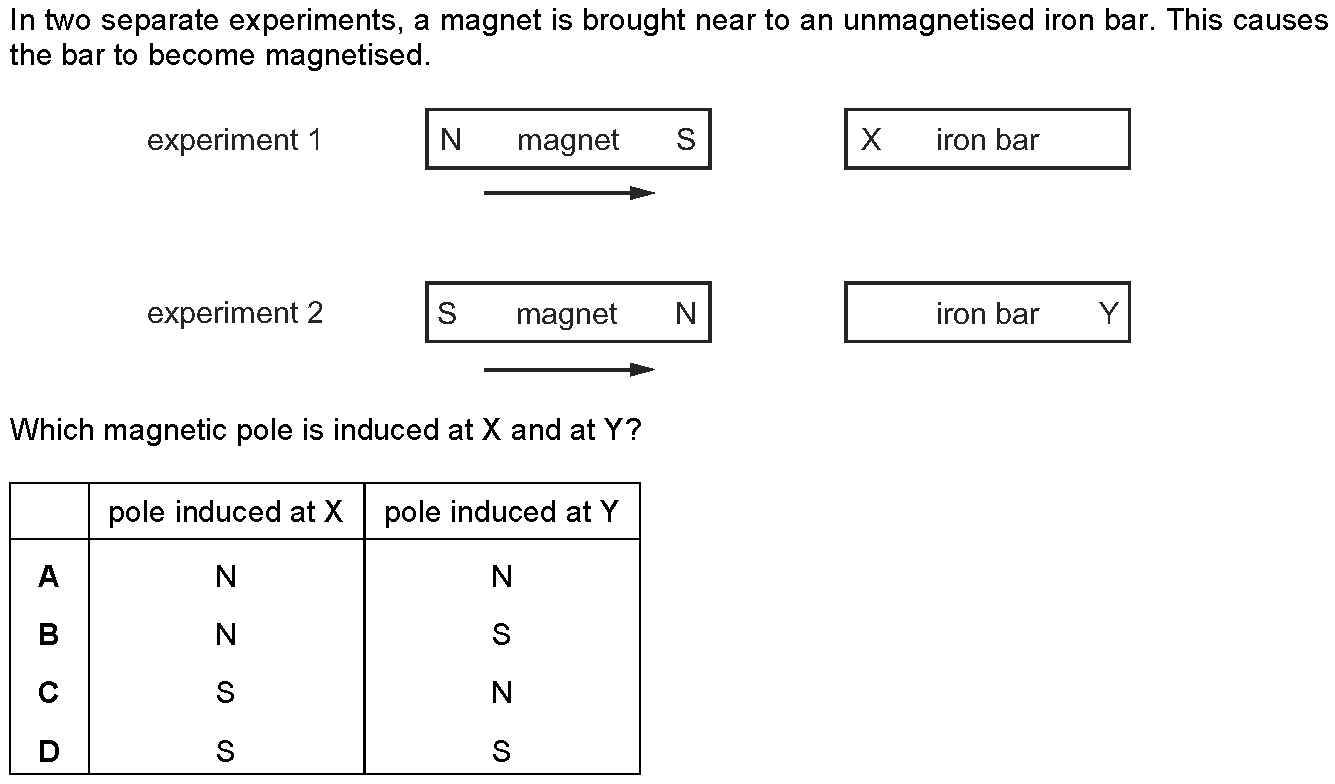 In two separate experiments, a magnet is brought near to an unmagnetised iron bar. This causes
the bar to become magnetised.
experiment 1 N magnet S X iron bar
experiment 2 S magnet N iron bar Y
Which magnetic pole is induced at X and at Y?
pole induced at X pole induced at Y
A N N
B N S
C S N
D S S